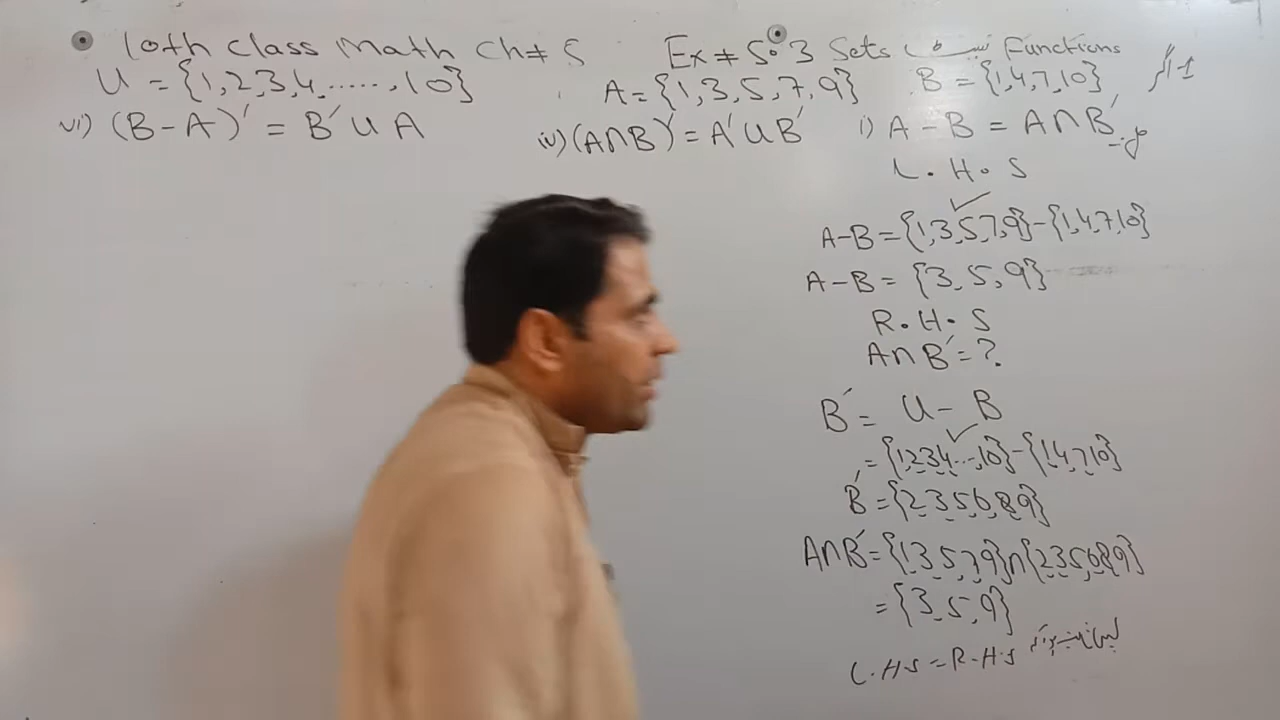 10th Class Math Ch# 5 Ex # 5.3 Sets Functions
U = {1,2,3,4.....,10} A={1,3,5,7,9} B={1,4,7,10}
vi) (B-A)' = B' U A iv) (A∩B)'=A'UB' i) A-B = A∩B'
L.H.S
A-B={1,3,5,7,9}-{1,4,7,10}
A-B = {3,5,9}
R.H.S
A∩B'=?
B' = U- B
={1,2,3,4...,10}-{1,4,7,10}
B'={2,3,5,6,8,9}
A∩B'={1,3,5,7,9}∩{2,3,5,6,8,9}
={3,5,9}
L.H.S=R.H.S